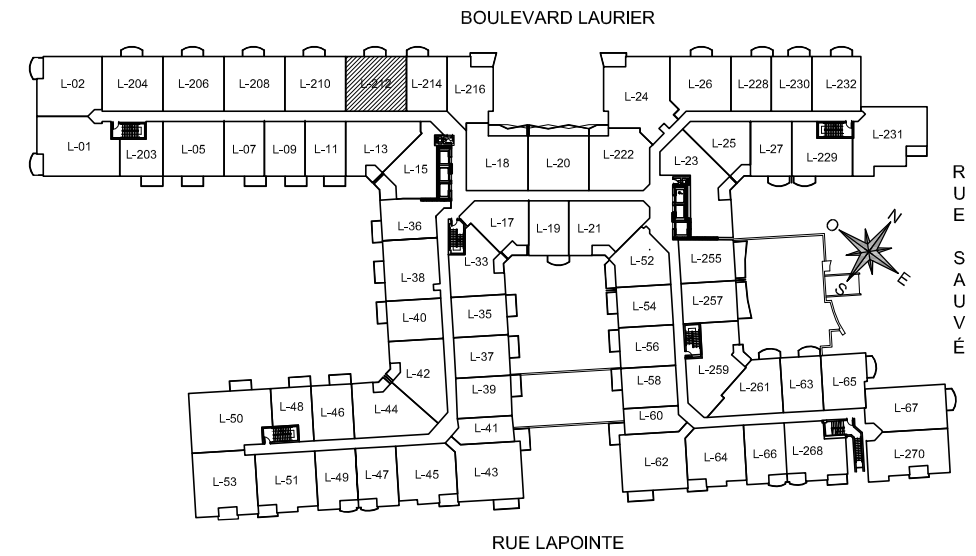 BOULEVARD LAURIER
L-02 L-204 L-206 L-208 L-210 L-212 L-214 L-216 L-24 L-26 L-228 L-230 L-232
L-01 L-203 L-05 L-07 L-09 L-11 L-13 L-15 L-18 L-20 L-222 L-23 L-25 L-27 L-229 L-231
RUE SAUVÉ
L-36 L-17 L-19 L-21
N
O
E
S
L-38 L-33 L-52 L-255
L-40 L-35 L-54 L-257
L-42 L-37 L-56 L-259
L-39 L-58 L-261 L-63 L-65
L-50 L-48 L-46 L-44 L-41 L-60 L-67
L-53 L-51 L-49 L-47 L-45 L-43 L-62 L-64 L-66 L-268 L-270
RUE LAPOINTE